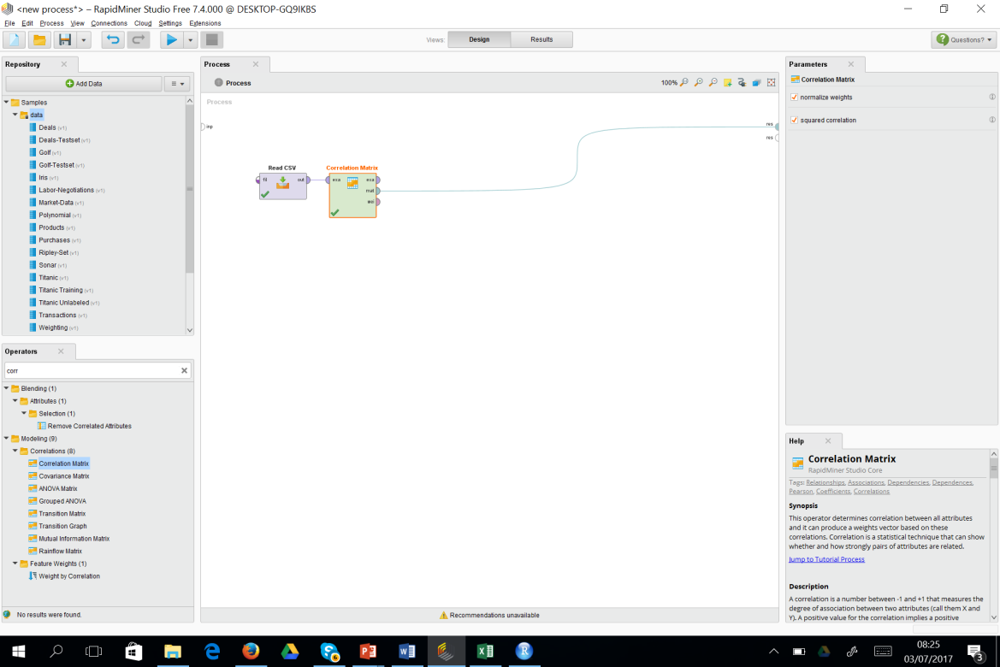 <new process*> – RapidMiner Studio Free 7.4.000 @ DESKTOP-GQ9IKBS
File Edit Process View Connections Cloud Settings Extensions
Views: Design Results
Questions?
Repository
Add Data
Samples
data
Deals (v1)
Deals-Testset (v1)
Golf (v1)
Golf-Testset (v1)
Iris (v1)
Labor-Negotiations (v1)
Market-Data (v1)
Polynomial (v1)
Products (v1)
Purchases (v1)
Ripley-Set (v1)
Sonar (v1)
Titanic (v1)
Titanic Training (v1)
Titanic Unlabeled (v1)
Transactions (v1)
Weighting (v1)
Operators
corr
Blending (1)
Attributes (1)
Selection (1)
Remove Correlated Attributes
Modeling (9)
Correlations (8)
Correlation Matrix
Covariance Matrix
ANOVA Matrix
Grouped ANOVA
Transition Matrix
Transition Graph
Mutual Information Matrix
Rainflow Matrix
Feature Weights (1)
Weight by Correlation
No results were found.
Process
Process
100%
Process
inp
res
res
Read CSV
fil out
Correlation Matrix
exa exa
mat
wei
Recommendations unavailable
Parameters
Correlation Matrix
normalize weights
squared correlation
Help
Correlation Matrix
RapidMiner Studio Core
Tags: Relationships, Associations, Dependencies, Dependences,
Pearson, Coefficients, Correlations
Synopsis
This operator determines correlation between all attributes
and it can produce a weights vector based on these
correlations. Correlation is a statistical technique that can show
whether and how strongly pairs of attributes are related.
Jump to Tutorial Process
Description
A correlation is a number between -1 and +1 that measures the
degree of association between two attributes (call them X and
Y). A positive value for the correlation implies a positive
08:25
03/07/2017
3